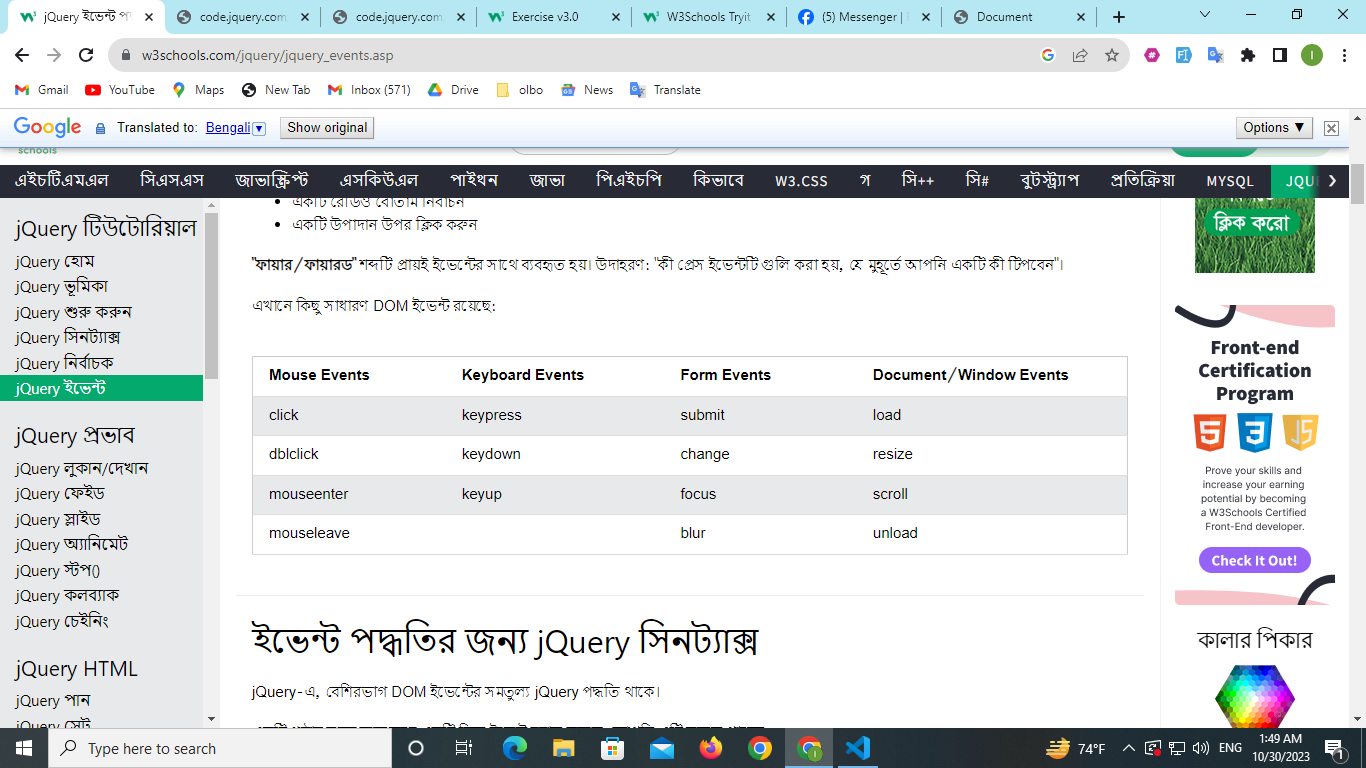 jQuery ইভেন্ট প
code.jquery.com
code.jquery.com
Exercise v3.0
W3Schools Tryit
(5) Messenger |
Document
w3schools.com/jquery/jquery_events.asp
Gmail
YouTube
Maps
New Tab
Inbox (571)
Drive
olbo
News
Translate
Google
Translated to: Bengali
Show original
Options ▼
schools
এইচটিএমএল
সিএসএস
জাভাস্ক্রিপ্ট
এসকিউএল
পাইথন
জাভা
পিএইচপি
কিভাবে
W3.CSS
গ
সি++
সি#
বুটস্ট্র্যাপ
প্রতিক্রিয়া
MYSQL
JQU
jQuery টিউটোরিয়াল
jQuery হোম
jQuery ভূমিকা
jQuery শুরু করুন
jQuery সিনট্যাক্স
jQuery নির্বাচক
jQuery ইভেন্ট
jQuery প্রভাব
jQuery লুকান/দেখান
jQuery ফেইড
jQuery স্লাইড
jQuery অ্যানিমেট
jQuery স্টপ()
jQuery কলব্যাক
jQuery চেইনিং
jQuery HTML
jQuery পান
jQuery সেট
একটি রেডিও বোতাম নির্বাচন
একটি উপাদান উপর ক্লিক করুন
"ফায়ার/ফায়ারড" শব্দটি প্রায়ই ইভেন্টের সাথে ব্যবহৃত হয়। উদাহরণ: "কী প্রেস ইভেন্টটি গুলি করা হয়, যে মুহূর্তে আপনি একটি কী টিপবেন"।
এখানে কিছু সাধারণ DOM ইভেন্ট রয়েছে:
Mouse Events Keyboard Events Form Events Document/Window Events
click keypress submit load
dblclick keydown change resize
mouseenter keyup focus scroll
mouseleave blur unload
ইভেন্ট পদ্ধতির জন্য jQuery সিনট্যাক্স
jQuery-এ, বেশিরভাগ DOM ইভেন্টের সমতুল্য jQuery পদ্ধতি থাকে।
ক্লিক করো
Front-end
Certification
Program
Prove your skills and
increase your earning
potential by becoming
a W3Schools Certified
Front-End developer.
Check It Out!
কালার পিকার
Type here to search
74°F
ENG
1:49 AM
10/30/2023
1